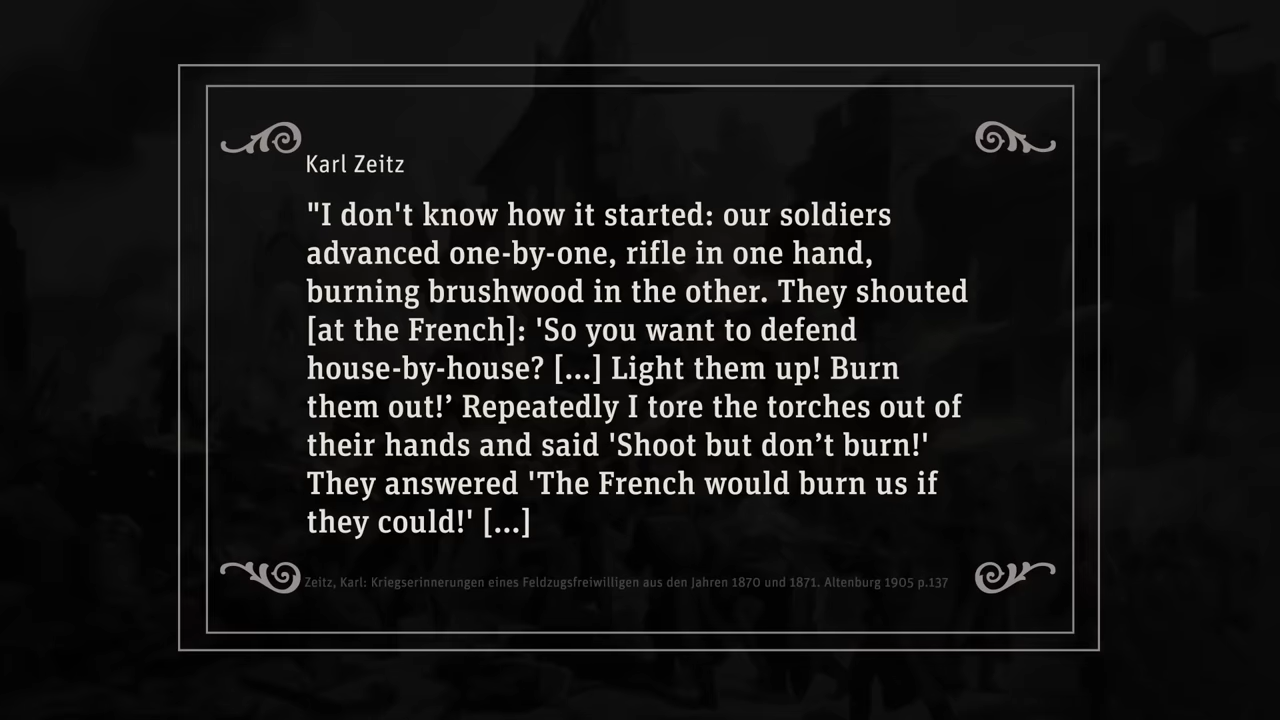 Karl Zeitz
"I don't know how it started: our soldiers
advanced one-by-one, rifle in one hand,
burning brushwood in the other. They shouted
[at the French]: 'So you want to defend
house-by-house? [...] Light them up! Burn
them out!’ Repeatedly I tore the torches out of
their hands and said 'Shoot but don’t burn!'
They answered 'The French would burn us if
they could!' [...]
Zeitz, Karl: Kriegserinnerungen eines Feldzugsfreiwilligen aus den Jahren 1870 und 1871. Altenburg 1905 p.137